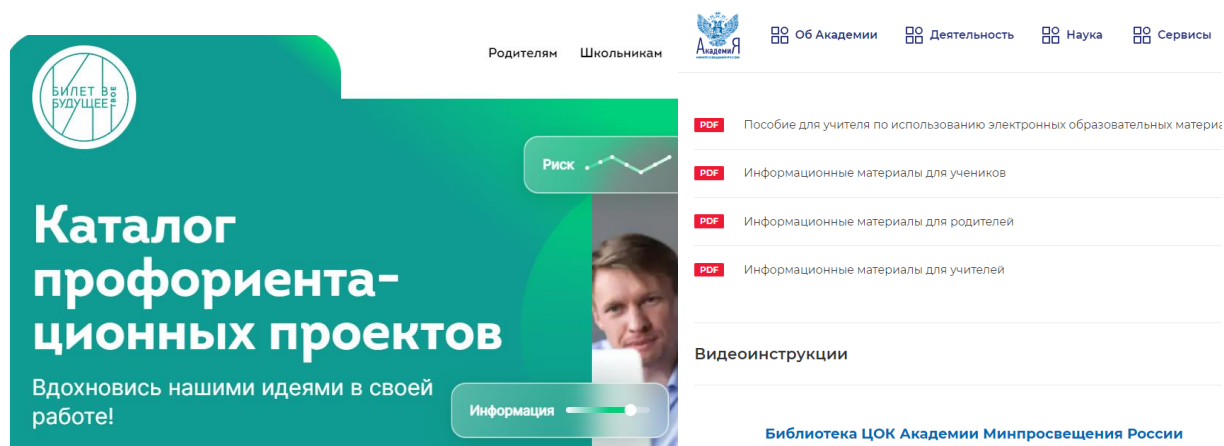 БИЛЕТ В
БУДУЩЕЕ
ТВОЕ
Родителям Школьникам
Риск
Каталог
профориента-
ционных проектов
Вдохновись нашими идеями в своей
работе!
Информация
АкадемиЯ
МИНПРОСВЕЩЕНИЯ РОССИИ
Об Академии Деятельность Наука Сервисы
PDF Пособие для учителя по использованию электронных образовательных материа
PDF Информационные материалы для учеников
PDF Информационные материалы для родителей
PDF Информационные материалы для учителей
Видеоинструкции
Библиотека ЦОК Академии Минпросвещения России